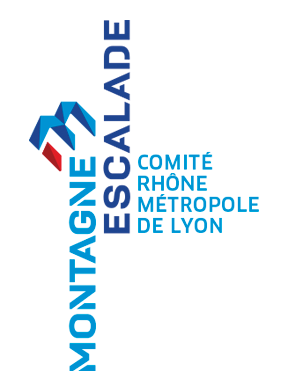 MONTAGNE
ESCALADE
COMITÉ
RHÔNE
MÉTROPOLE
DE LYON